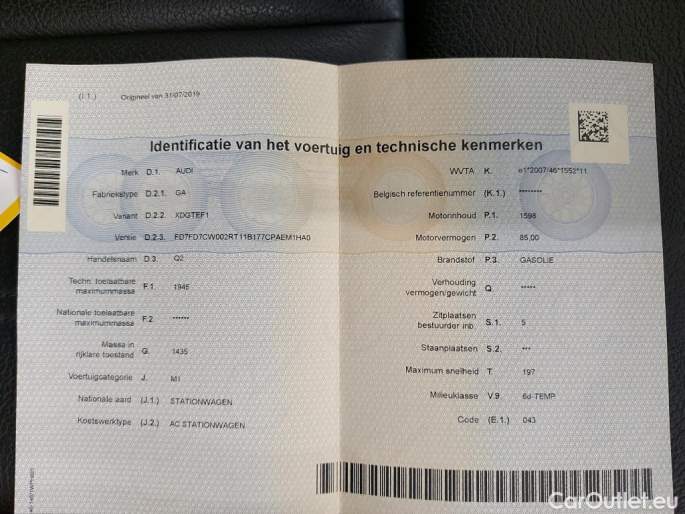 (I.1.) Origineel van 31/07/2019
Identificatie van het voertuig en technische kenmerken
Merk D.1. AUDI
Fabriekstype D.2.1. GA
Variant D.2.2. XDGTEF1
Versie D.2.3. FD7FD7CW002RT11B177CPAEM1HA0
Handelsnaam D.3. Q2
Techn. toelaatbare
maximummassa F.1. 1945
Nationale toelaatbare
maximummassa F.2. ******
Massa in
rijklare toestand G. 1435
Voertuigcategorie J. M1
Nationale aard (J.1.) STATIONWAGEN
Koetswerktype (J.2.) AC STATIONWAGEN
WVTA K. e1*2007/46*1552*11
Belgisch referentienummer (K.1.) ********
Motorinhoud P.1. 1598
Motorvermogen P.2. 85,00
Brandstof P.3. GASOLIE
Verhouding
vermogen/gewicht Q. *****
Zitplaatsen
bestuurder inb. S.1. 5
Staanplaatsen S.2. ***
Maximum snelheid T. 197
Milieuklasse V.9. 6d-TEMP
Code (E.1.) 043
CarOutlet.eu